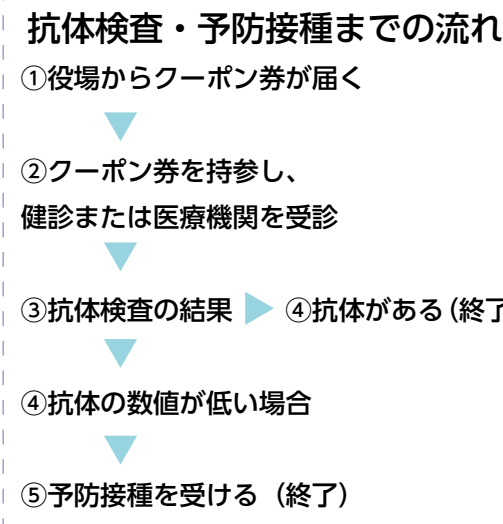 抗体検査・予防接種までの流れ
①役場からクーポン券が届く
②クーポン券を持参し、
健診または医療機関を受診
③抗体検査の結果 ④抗体がある（終了
④抗体の数値が低い場合
⑤予防接種を受ける（終了）